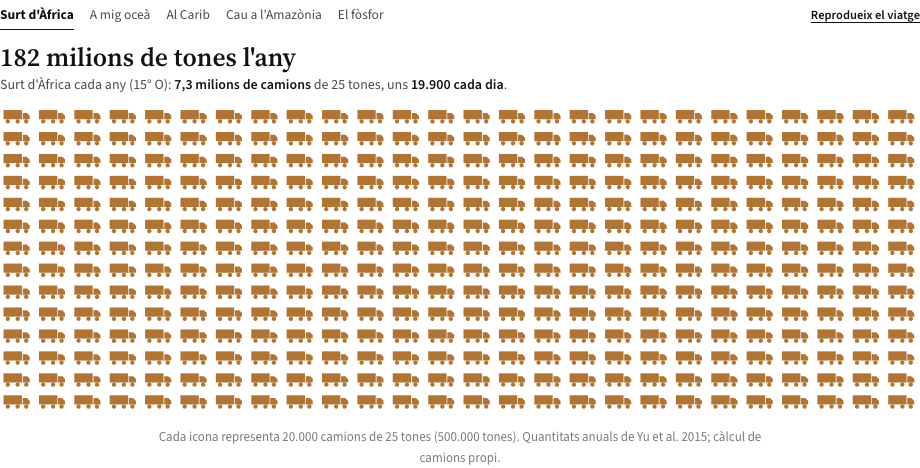 Surt d'Àfrica A mig oceà Al Carib Cau a l'Amazònia El fòsfor Reprodueix el viatge
182 milions de tones l'any
Surt d'Àfrica cada any (15° O): 7,3 milions de camions de 25 tones, uns 19.900 cada dia.
Cada icona representa 20.000 camions de 25 tones (500.000 tones). Quantitats anuals de Yu et al. 2015; càlcul de
camions propi.